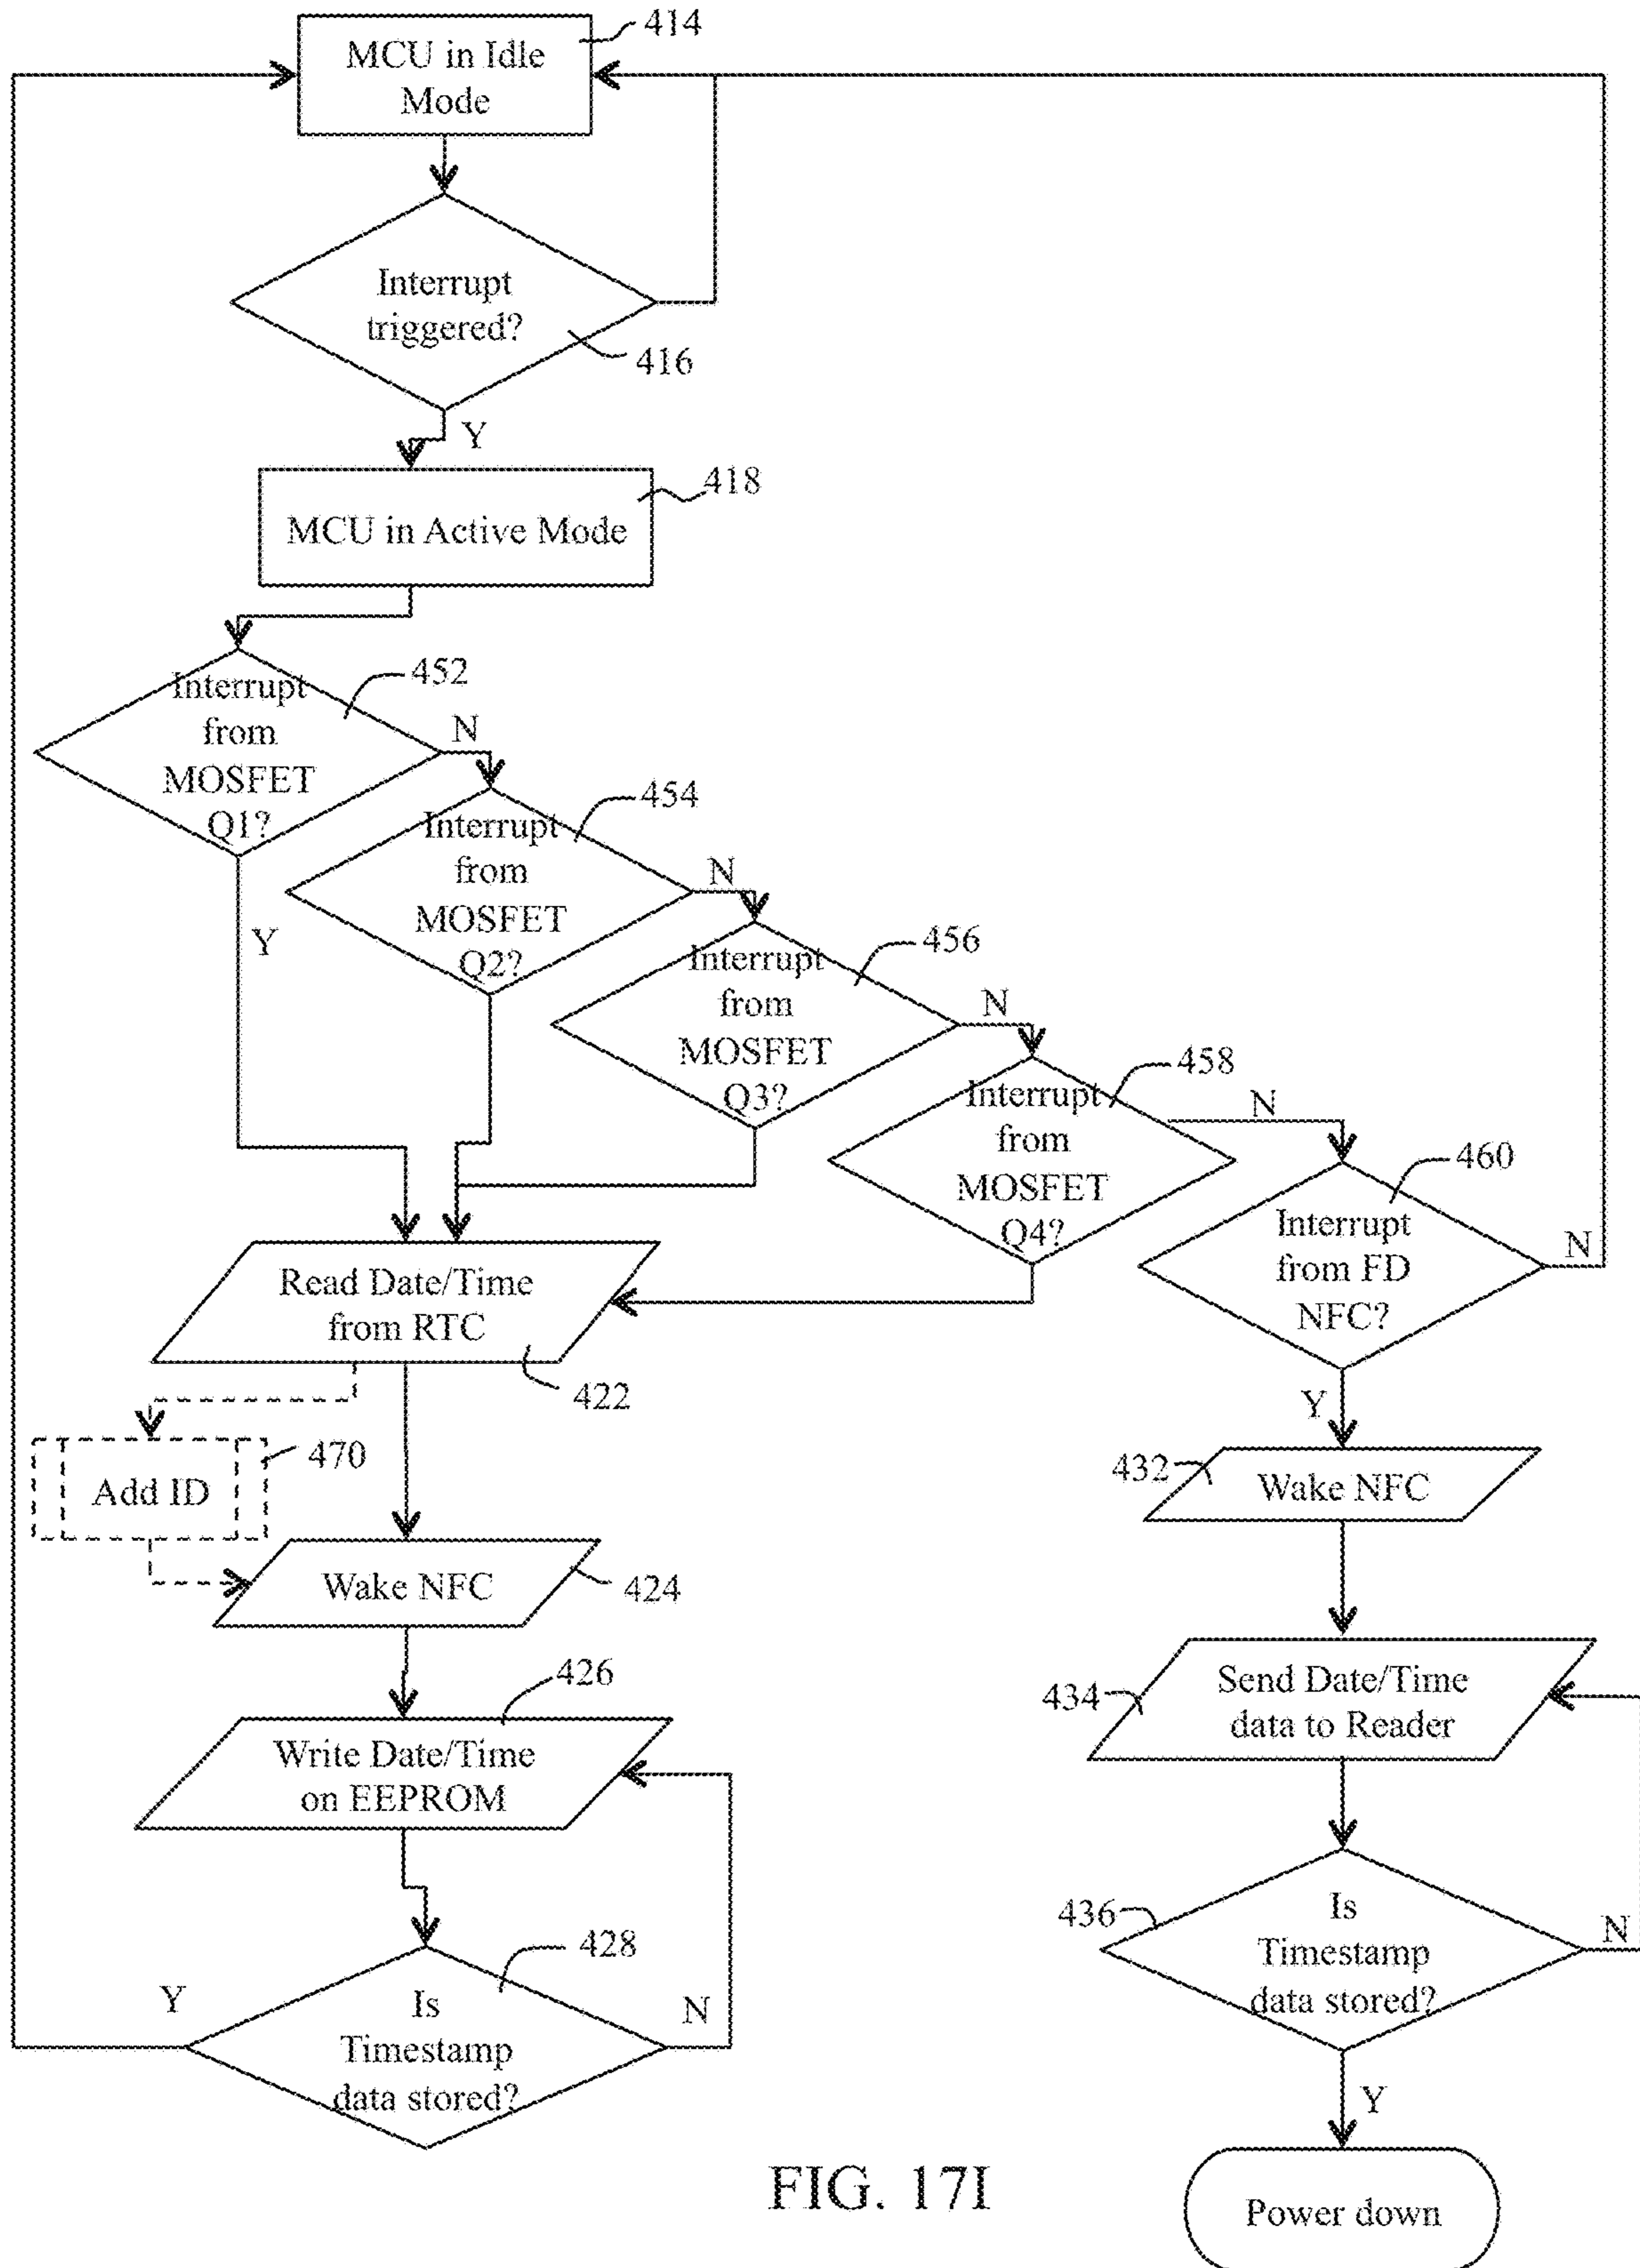 414
MCU in Idle
Mode
Interrupt
triggered?
416
Y
418
MCU in Active Mode
452
Interrupt
from
MOSFET
Q1?
N
Y
454
Interrupt
from
MOSFET
Q2?
N
456
Interrupt
from
MOSFET
Q3?
N
458
Interrupt
from
MOSFET
Q4?
N
460
Interrupt
from FD
NFC?
N
Y
Read Date/Time
from RTC
422
470
Add ID
Wake NFC
424
426
Write Date/Time
on EEPROM
428
Is
Timestamp
data stored?
Y
N
432
Wake NFC
434
Send Date/Time
data to Reader
436
Is
Timestamp
data stored?
N
Y
Power down
FIG. 17I